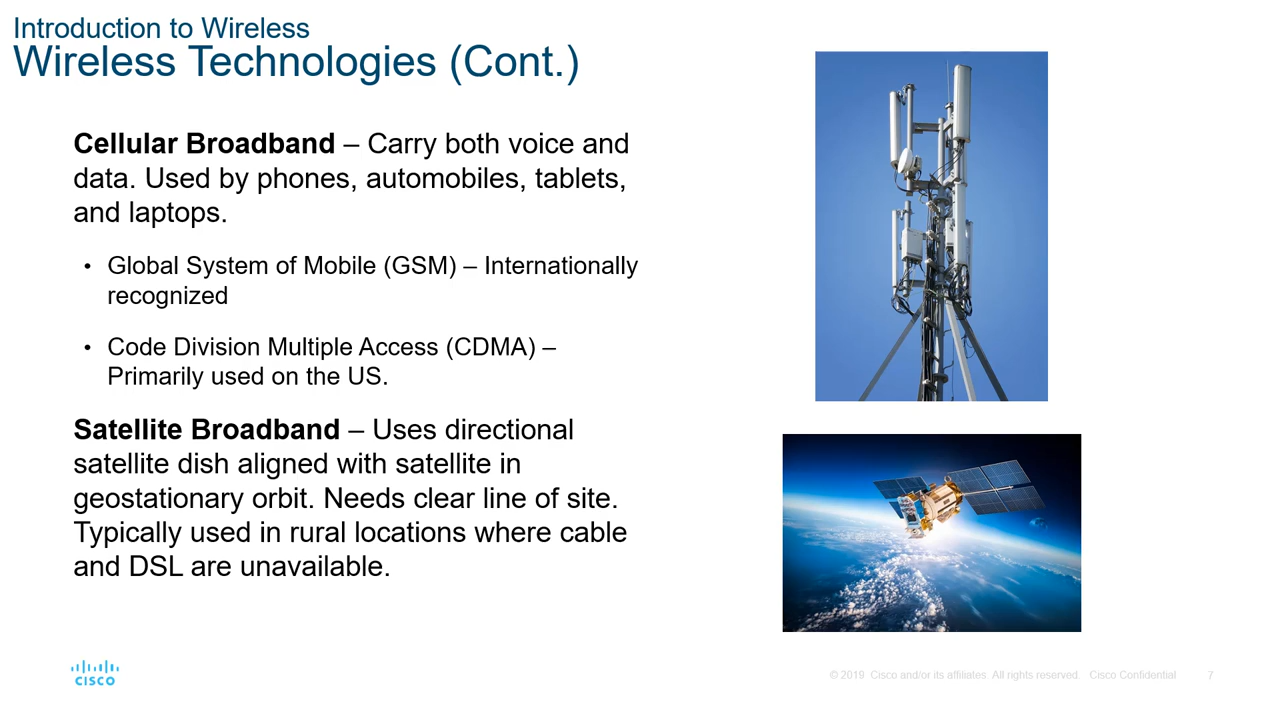 Introduction to Wireless
Wireless Technologies (Cont.)
Cellular Broadband – Carry both voice and
data. Used by phones, automobiles, tablets,
and laptops.
• Global System of Mobile (GSM) – Internationally
recognized
• Code Division Multiple Access (CDMA) –
Primarily used on the US.
Satellite Broadband – Uses directional
satellite dish aligned with satellite in
geostationary orbit. Needs clear line of site.
Typically used in rural locations where cable
and DSL are unavailable.
CISCO
© 2019 Cisco and/or its affiliates. All rights reserved. Cisco Confidential 7